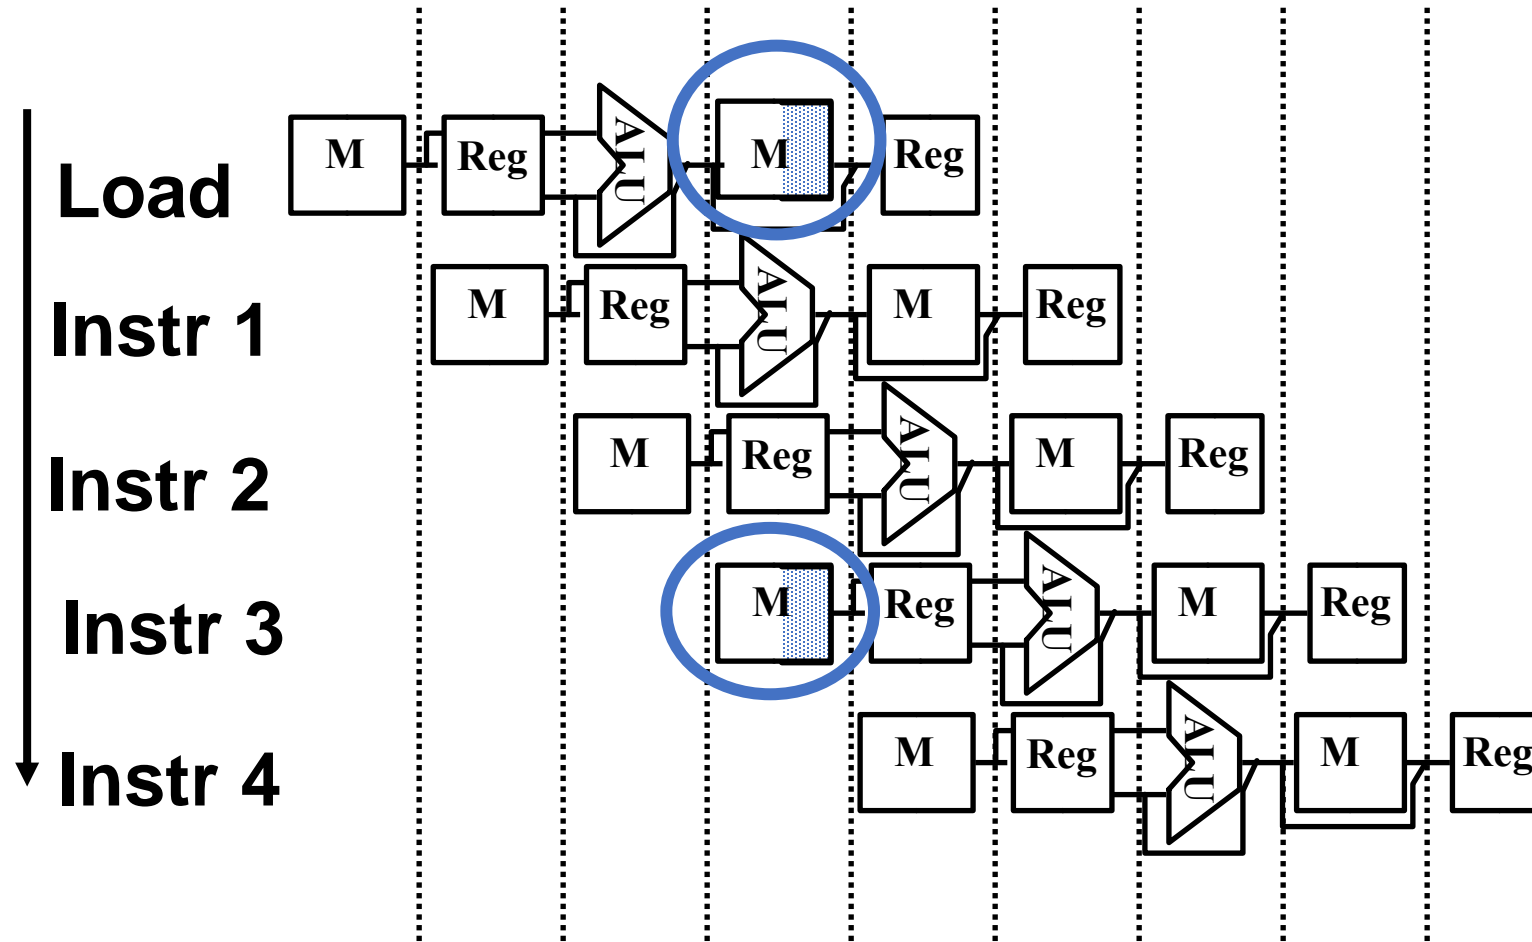 Load M Reg ALU M Reg
Instr 1 M Reg ALU M Reg
Instr 2 M Reg ALU M Reg
Instr 3 M Reg ALU M Reg
Instr 4 M Reg ALU M Reg